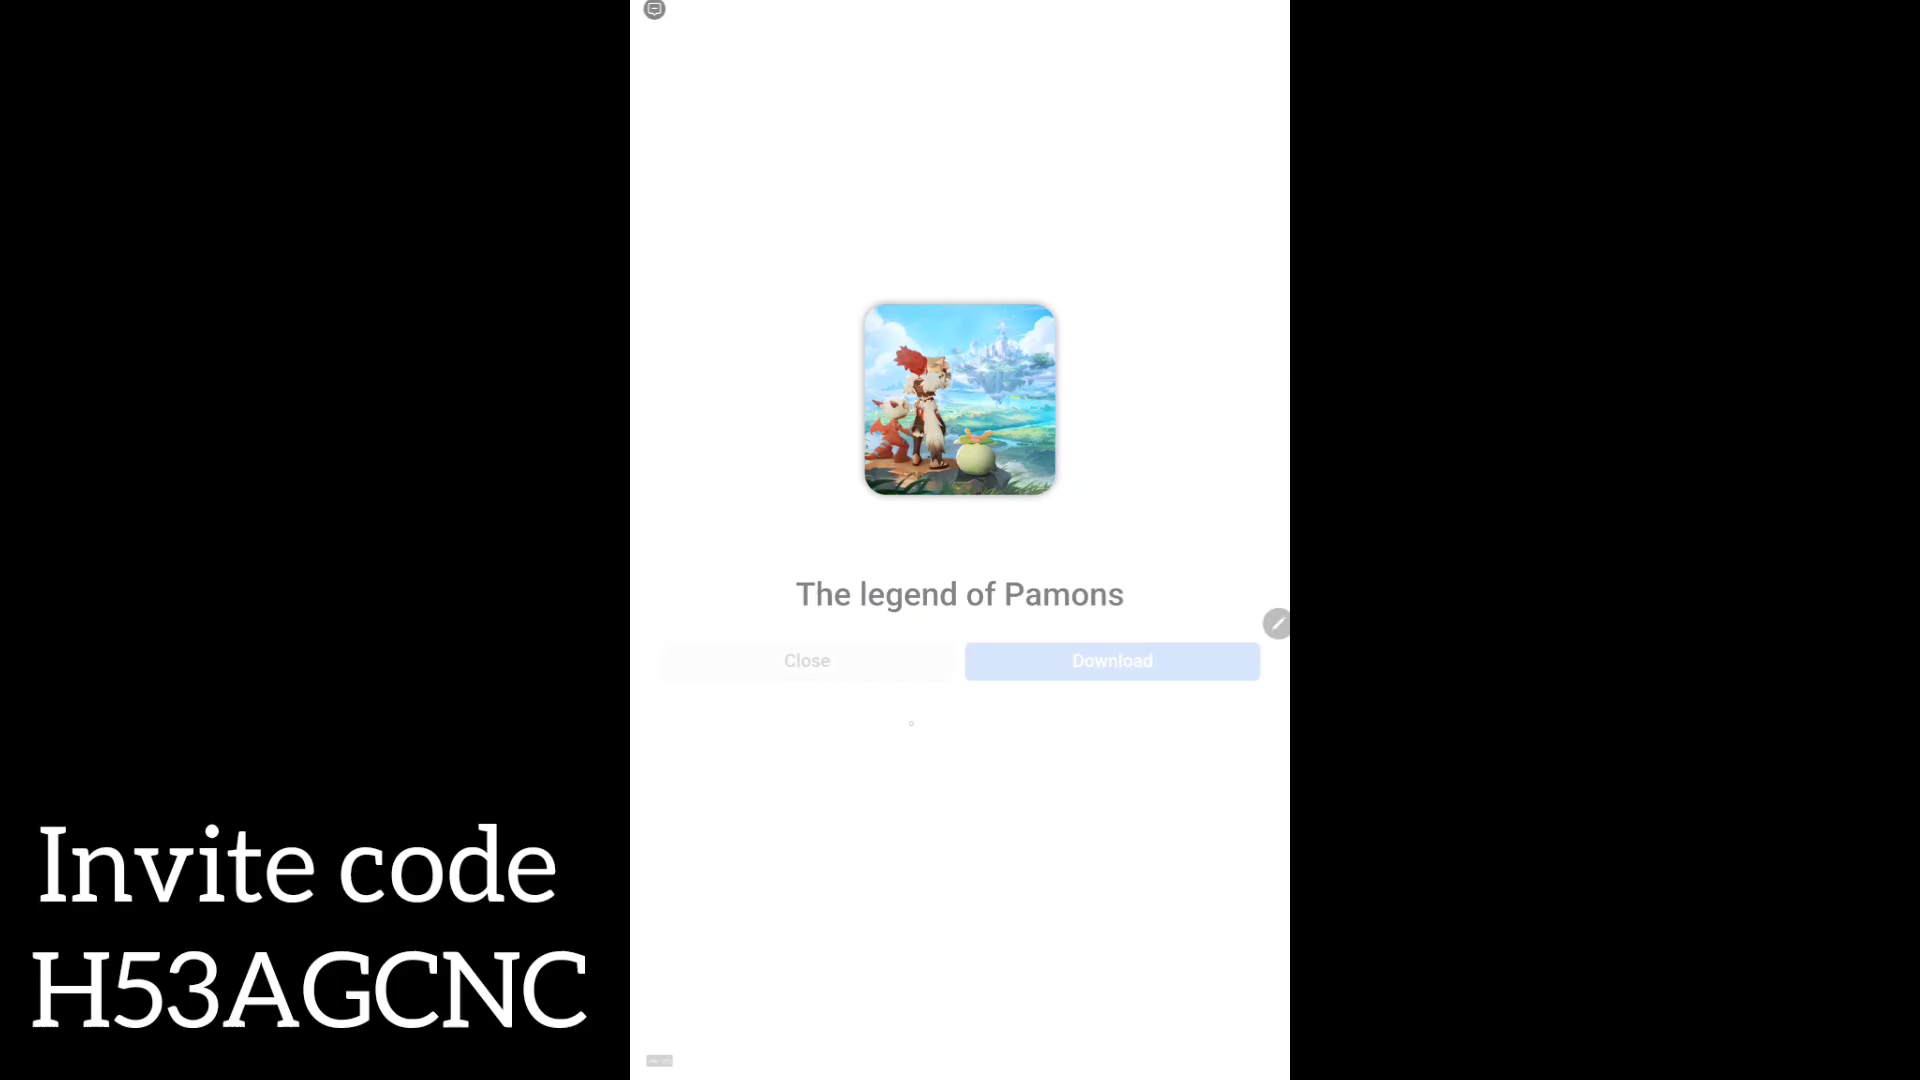 The legend of Pamons
Close
Download
Invite code
H53AGCNC